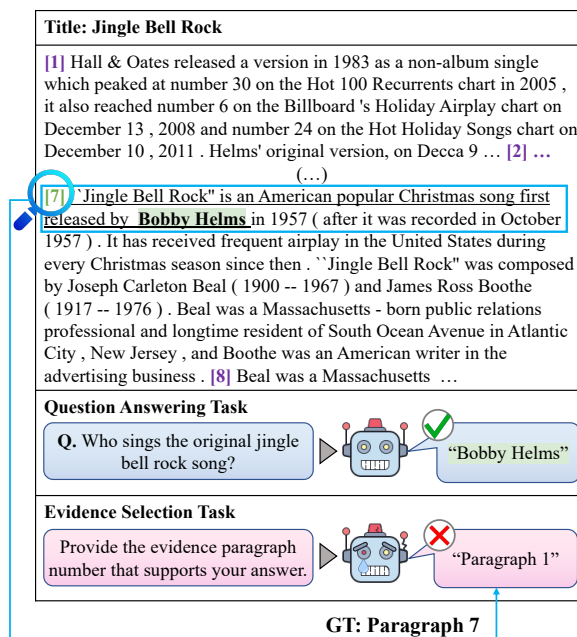 Title: Jingle Bell Rock
[1] Hall & Oates released a version in 1983 as a non-album single
which peaked at number 30 on the Hot 100 Recurrents chart in 2005 ,
it also reached number 6 on the Billboard 's Holiday Airplay chart on
December 13 , 2008 and number 24 on the Hot Holiday Songs chart on
December 10 , 2011 . Helms' original version, on Decca 9 … [2] …
(…)
[7] ``Jingle Bell Rock'' is an American popular Christmas song first
released by Bobby Helms in 1957 ( after it was recorded in October
1957 ) . It has received frequent airplay in the United States during
every Christmas season since then . ``Jingle Bell Rock'' was composed
by Joseph Carleton Beal ( 1900 -- 1967 ) and James Ross Boothe
( 1917 -- 1976 ) . Beal was a Massachusetts - born public relations
professional and longtime resident of South Ocean Avenue in Atlantic
City , New Jersey , and Boothe was an American writer in the
advertising business . [8] Beal was a Massachusetts …
Question Answering Task
Q. Who sings the original jingle
bell rock song?
“Bobby Helms”
Evidence Selection Task
Provide the evidence paragraph
number that supports your answer.
“Paragraph 1”
GT: Paragraph 7